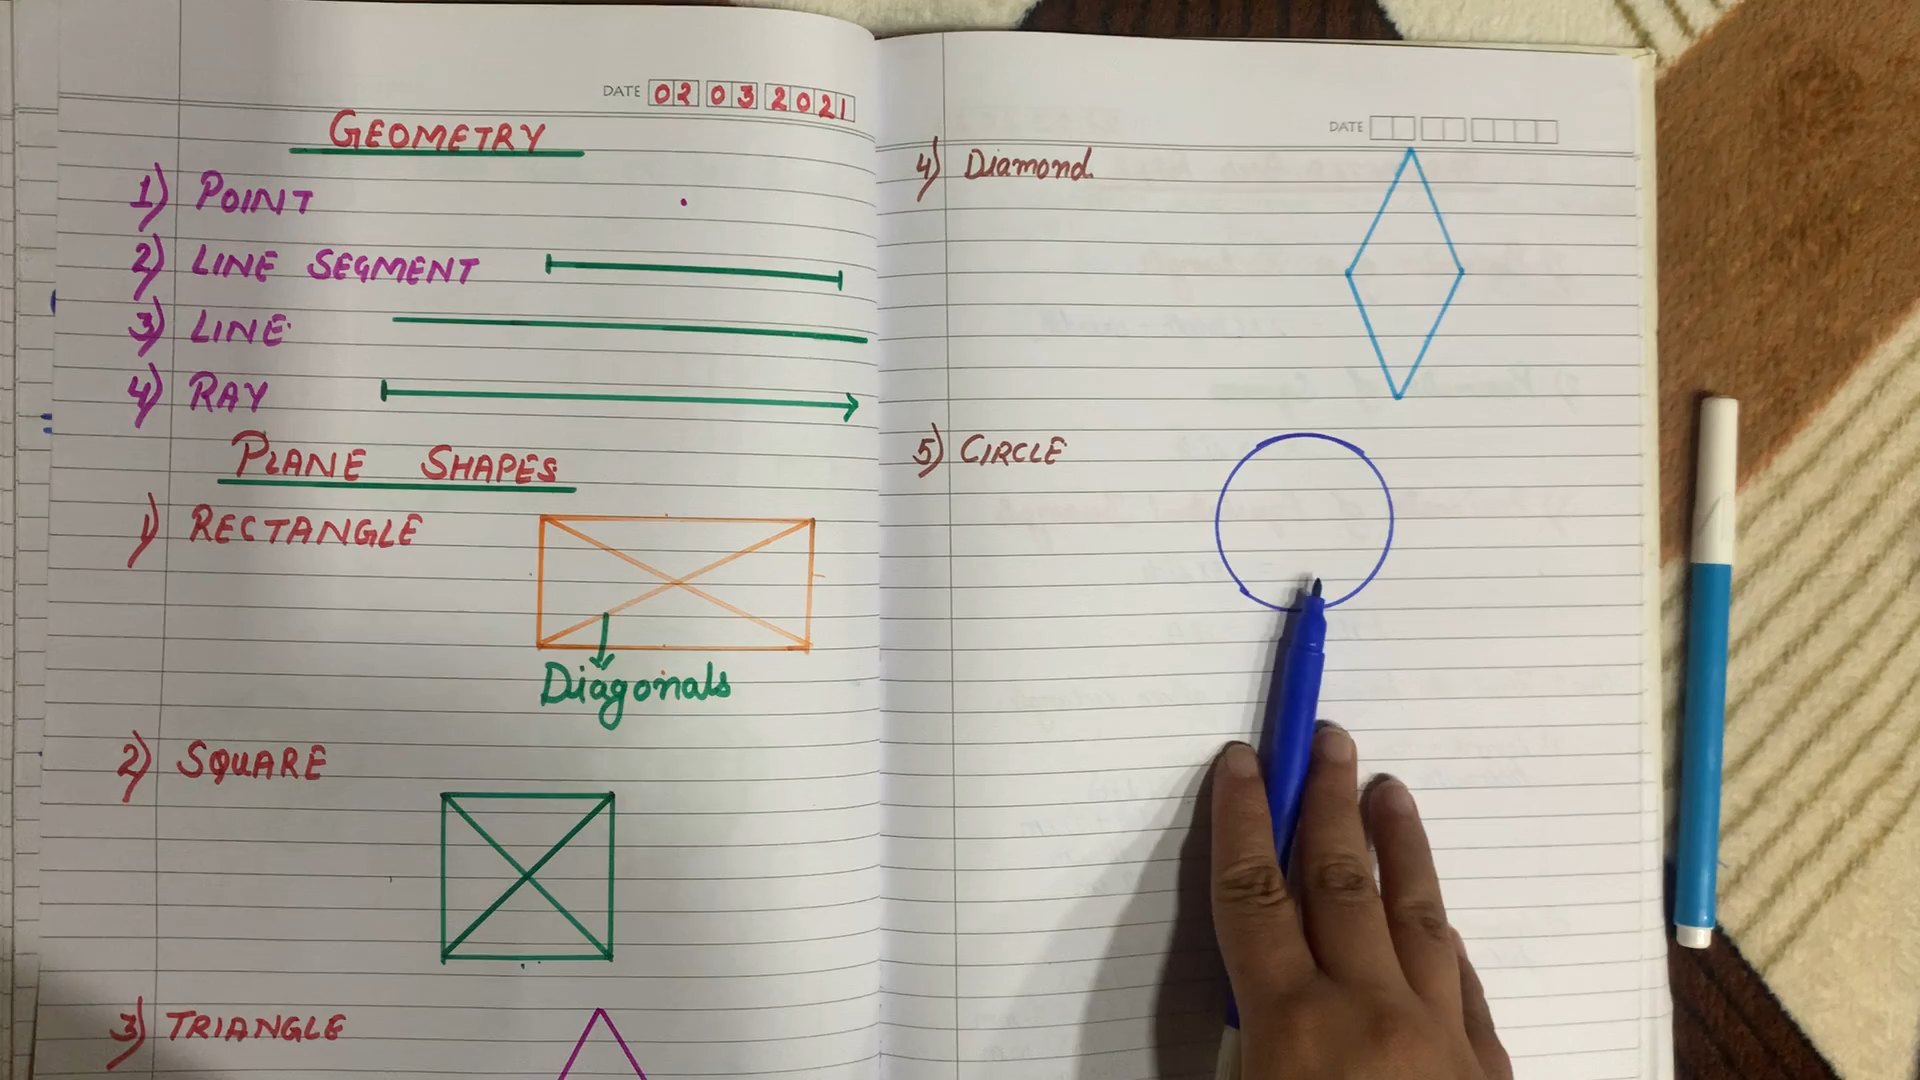 DATE 02 03 2021
GEOMETRY
1) POINT
2) LINE SEGMENT
3) LINE
4) RAY
PLANE SHAPES
1) RECTANGLE
Diagonals
2) SQUARE
3) TRIANGLE
DATE
4) Diamond
5) CIRCLE